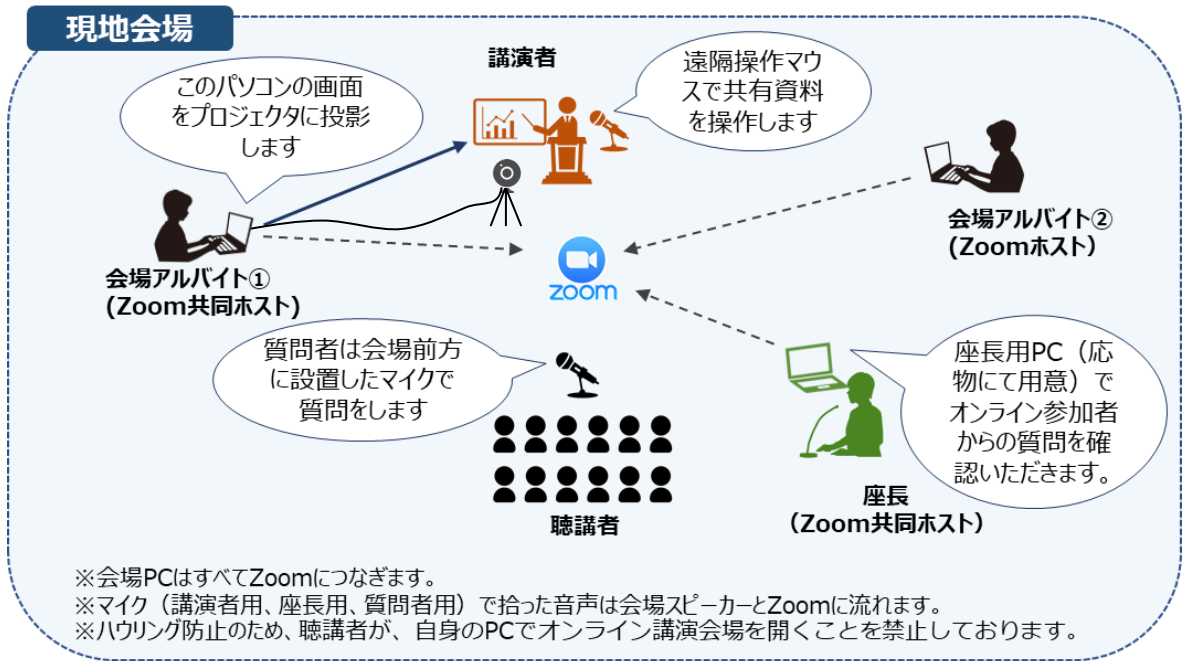 現地会場
講演者
このパソコンの画面
をプロジェクタに投影
します
遠隔操作マウ
スで共有資料
を操作します
会場アルバイト②
(Zoomホスト）
会場アルバイト①
(Zoom共同ホスト)
zoom
質問者は会場前方
に設置したマイクで
質問をします
座長用PC（応
物にて用意）で
オンライン参加者
からの質問を確
認いただきます。
座長
（Zoom共同ホスト）
聴講者
※会場PCはすべてZoomにつなぎます。
※マイク（講演者用、座長用、質問者用）で拾った音声は会場スピーカーとZoomに流れます。
※ハウリング防止のため、聴講者が、自身のPCでオンライン講演会場を開くことを禁止しております。